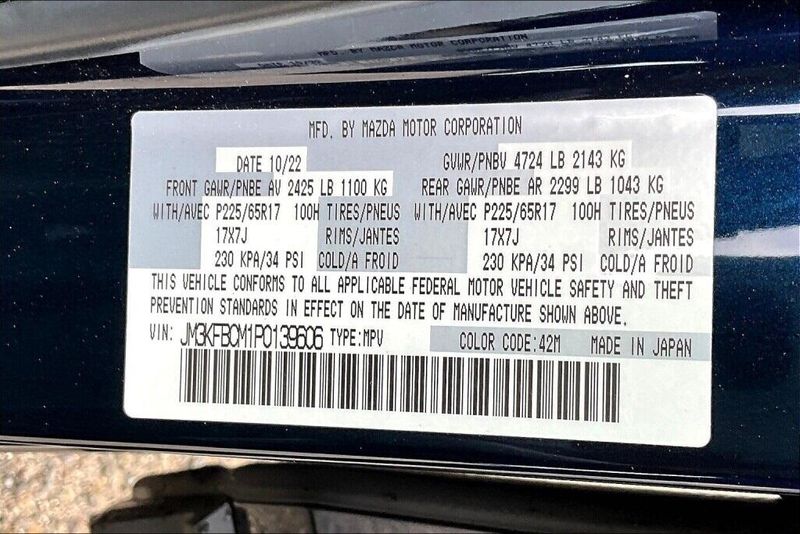 BY MAZDA MOTOR CORPORATION
MFD. BY MAZDA MOTOR CORPORATION
DATE 10/22 GVWR/PNBV 4724 LB 2143 KG
FRONT GAWR/PNBE AV 2425 LB 1100 KG REAR GAWR/PNBE AR 2299 LB 1043 KG
WITH/AVEC P225/65R17 100H TIRES/PNEUS WITH/AVEC P225/65R17 100H TIRES/PNEUS
17X7J RIMS/JANTES 17X7J RIMS/JANTES
230 KPA/34 PSI COLD/A FROID 230 KPA/34 PSI COLD/A FROID
THIS VEHICLE CONFORMS TO ALL APPLICABLE FEDERAL MOTOR VEHICLE SAFETY AND THEFT
PREVENTION STANDARDS IN EFFECT ON THE DATE OF MANUFACTURE SHOWN ABOVE.
VIN: JM3KFBCM1P0139606 TYPE:MPV COLOR CODE:42M MADE IN JAPAN